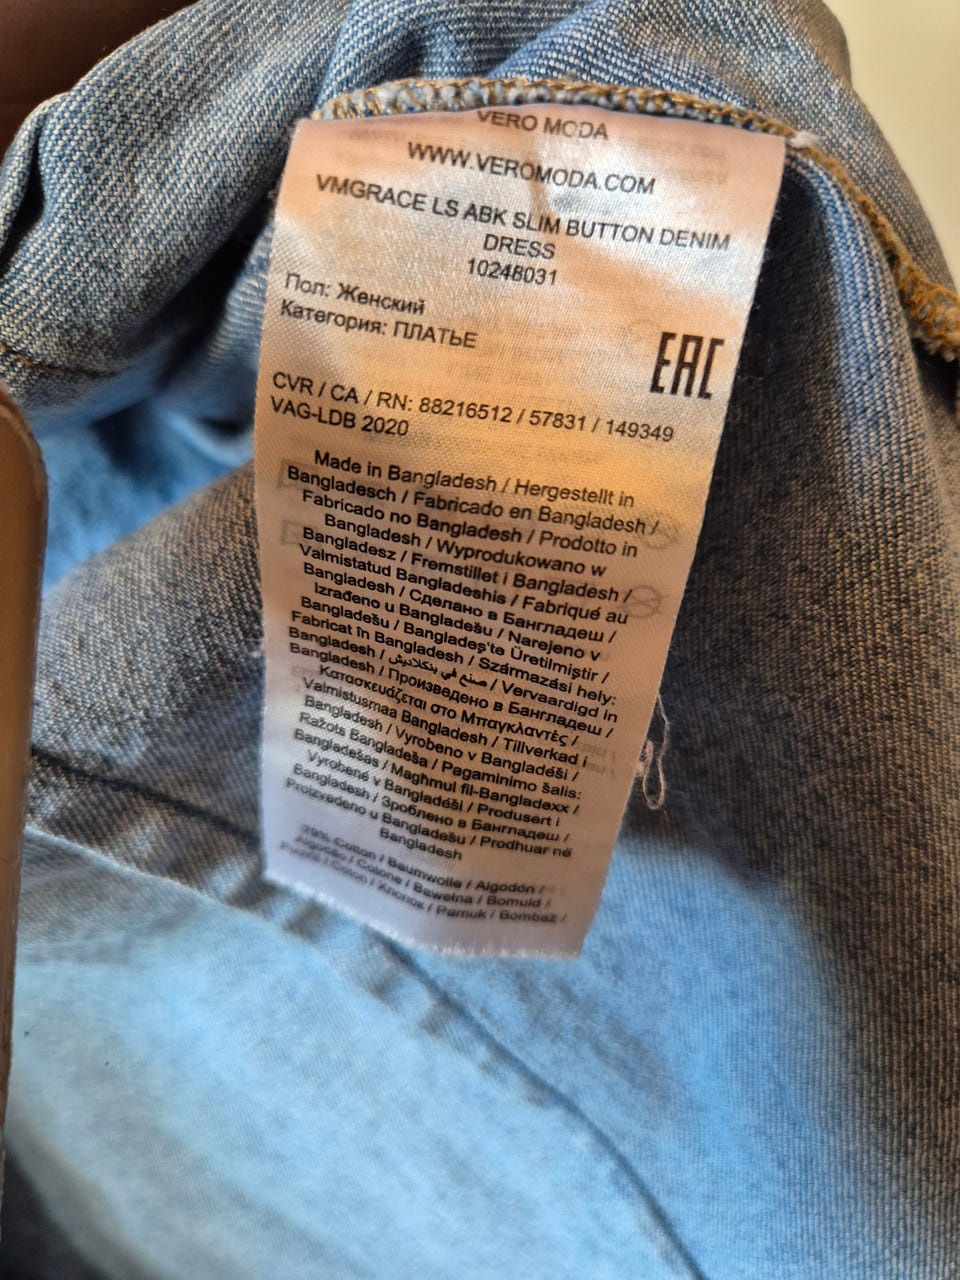 VERO MODA
WWW.VEROMODA.COM
VMGRACE LS ABK SLIM BUTTON DENIM
DRESS
10248031
Пол: Женский
Категория: ПЛАТЬЕ
EAC
CVR / CA / RN: 88216512 / 57831 / 149349
VAG-LDB 2020
Made in Bangladesh / Hergestellt in
Bangladesch / Fabricado en Bangladesh /
Fabricado no Bangladesh / Prodotto in
Bangladesh / Wyprodukowano w
Bangladesz / Fremstillet i Bangladesh /
Valmistatud Bangladeshis / Fabriqué au
Bangladesh / Сделано в Бангладеш /
Izrađeno u Bangladešu / Narejeno v
Bangladešu / Bangladeş'te Üretilmiştir /
Fabricat în Bangladesh / Származási hely:
Bangladesh / صنع في بنكلاديش / Vervaardigd in
Bangladesh / Произведено в Бангладеш /
Κατασκευάζεται στο Μπαγκλαντές /
Valmistusmaa Bangladesh / Tillverkad i
Bangladesh / Vyrobeno v Bangladéši /
Ražots Bangladeša / Pagaminimo šalis:
Bangladešas / Maghmul fil-Bangladexx /
Vyrobené v Bangladéši / Produsert i
Bangladesh / Зроблено в Бангладеш /
Proizvedeno u Bangladešu / Prodhuar në
Bangladesh
79% Cotton / Baumwolle / Algodón /
Algodão / Cotone / Bawełna / Bomuld /
Puuvill / Coton / Хлопок / Pamuk / Bombaž /